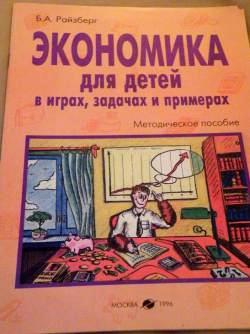 Б.А. Райзберг
ЭКОНОМИКА
для детей
в играх, задачах и примерах
Методическое пособие
МОСКВА 1996